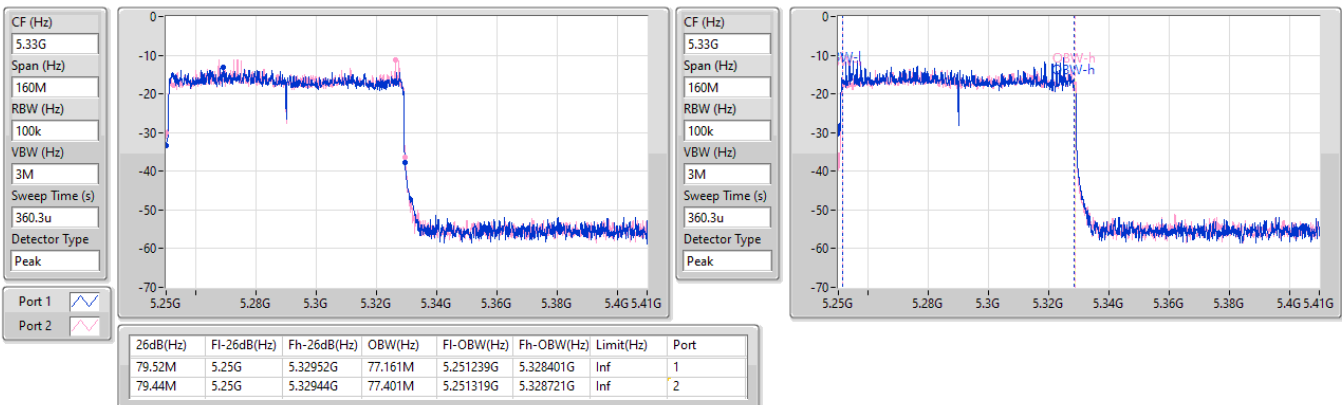 CF (Hz)
5.33G
Span (Hz)
160M
RBW (Hz)
100k
VBW (Hz)
3M
Sweep Time (s)
360.3u
Detector Type
Peak
Port 1
Port 2
0
-10
-20
-30
-40
-50
-60
-70
5.25G 5.28G 5.3G 5.32G 5.34G 5.36G 5.38G 5.4G 5.41G
CF (Hz)
5.33G
Span (Hz)
160M
RBW (Hz)
100k
VBW (Hz)
3M
Sweep Time (s)
360.3u
Detector Type
Peak
0
-10
-20
-30
-40
-50
-60
-70
OBW-h
OBW-h
5.25G 5.28G 5.3G 5.32G 5.34G 5.36G 5.38G 5.4G 5.41G
26dB(Hz) Fl-26dB(Hz) Fh-26dB(Hz) OBW(Hz) Fl-OBW(Hz) Fh-OBW(Hz) Limit(Hz) Port
79.52M 5.25G 5.32952G 77.161M 5.251239G 5.328401G Inf 1
79.44M 5.25G 5.32944G 77.401M 5.251319G 5.328721G Inf 2